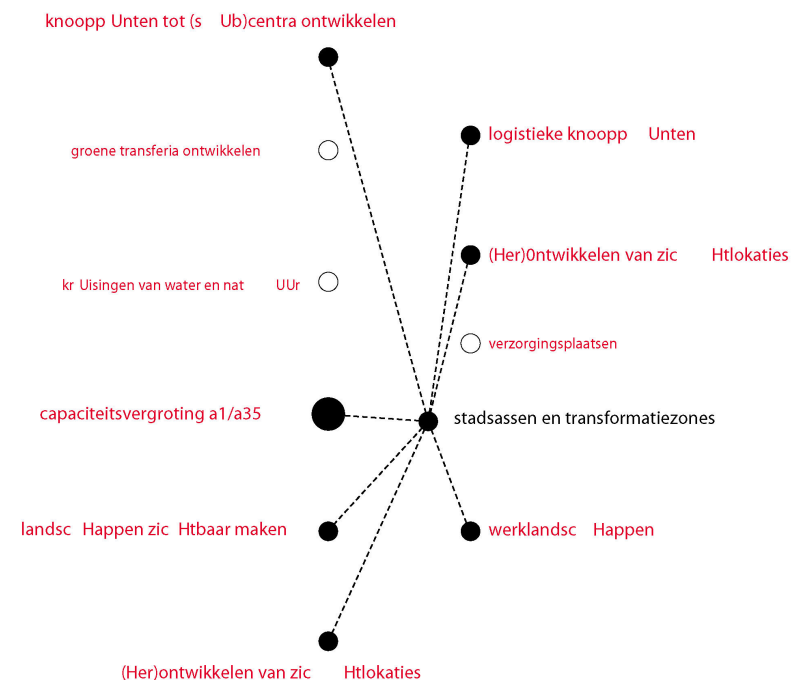 knoopp Unten tot (s Ub)centra ontwikkelen
logistieke knoopp Unten
groene transferia ontwikkelen
(Her)0ntwikkelen van zic Htlokaties
kr Uisingen van water en nat UUr
verzorgingsplaatsen
capaciteitsvergroting a1/a35
stadsassen en transformatiezones
landsc Happen zic Htbaar maken
werklandsc Happen
(Her)ontwikkelen van zic Htlokaties